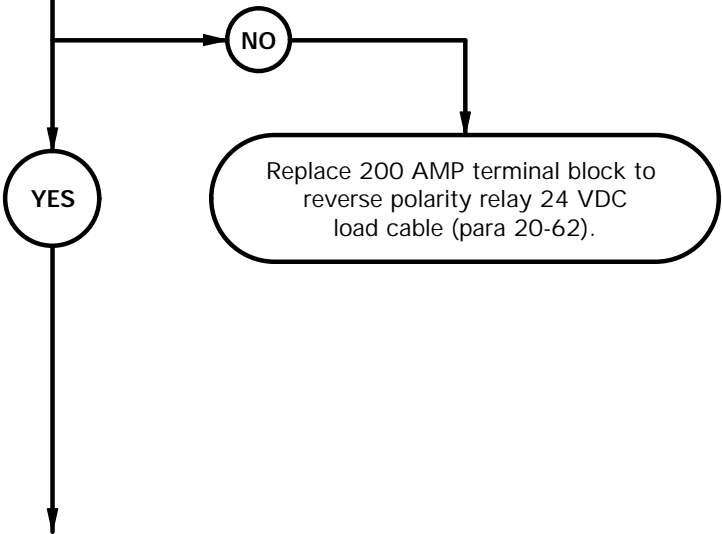 NO
YES
Replace 200 AMP terminal block to
reverse polarity relay 24 VDC
load cable (para 20-62).